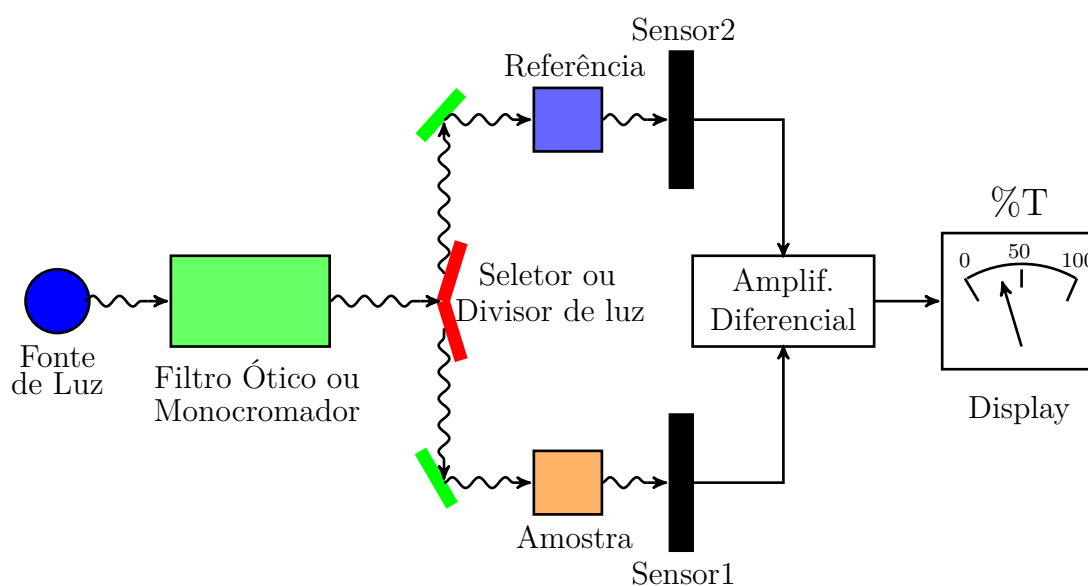 Sensor2
Referência
%T
0 50 100
Seletor ou
Divisor de luz
Amplif.
Diferencial
Fonte
de Luz
Filtro Ótico ou
Monocromador
Display
Amostra
Sensor1